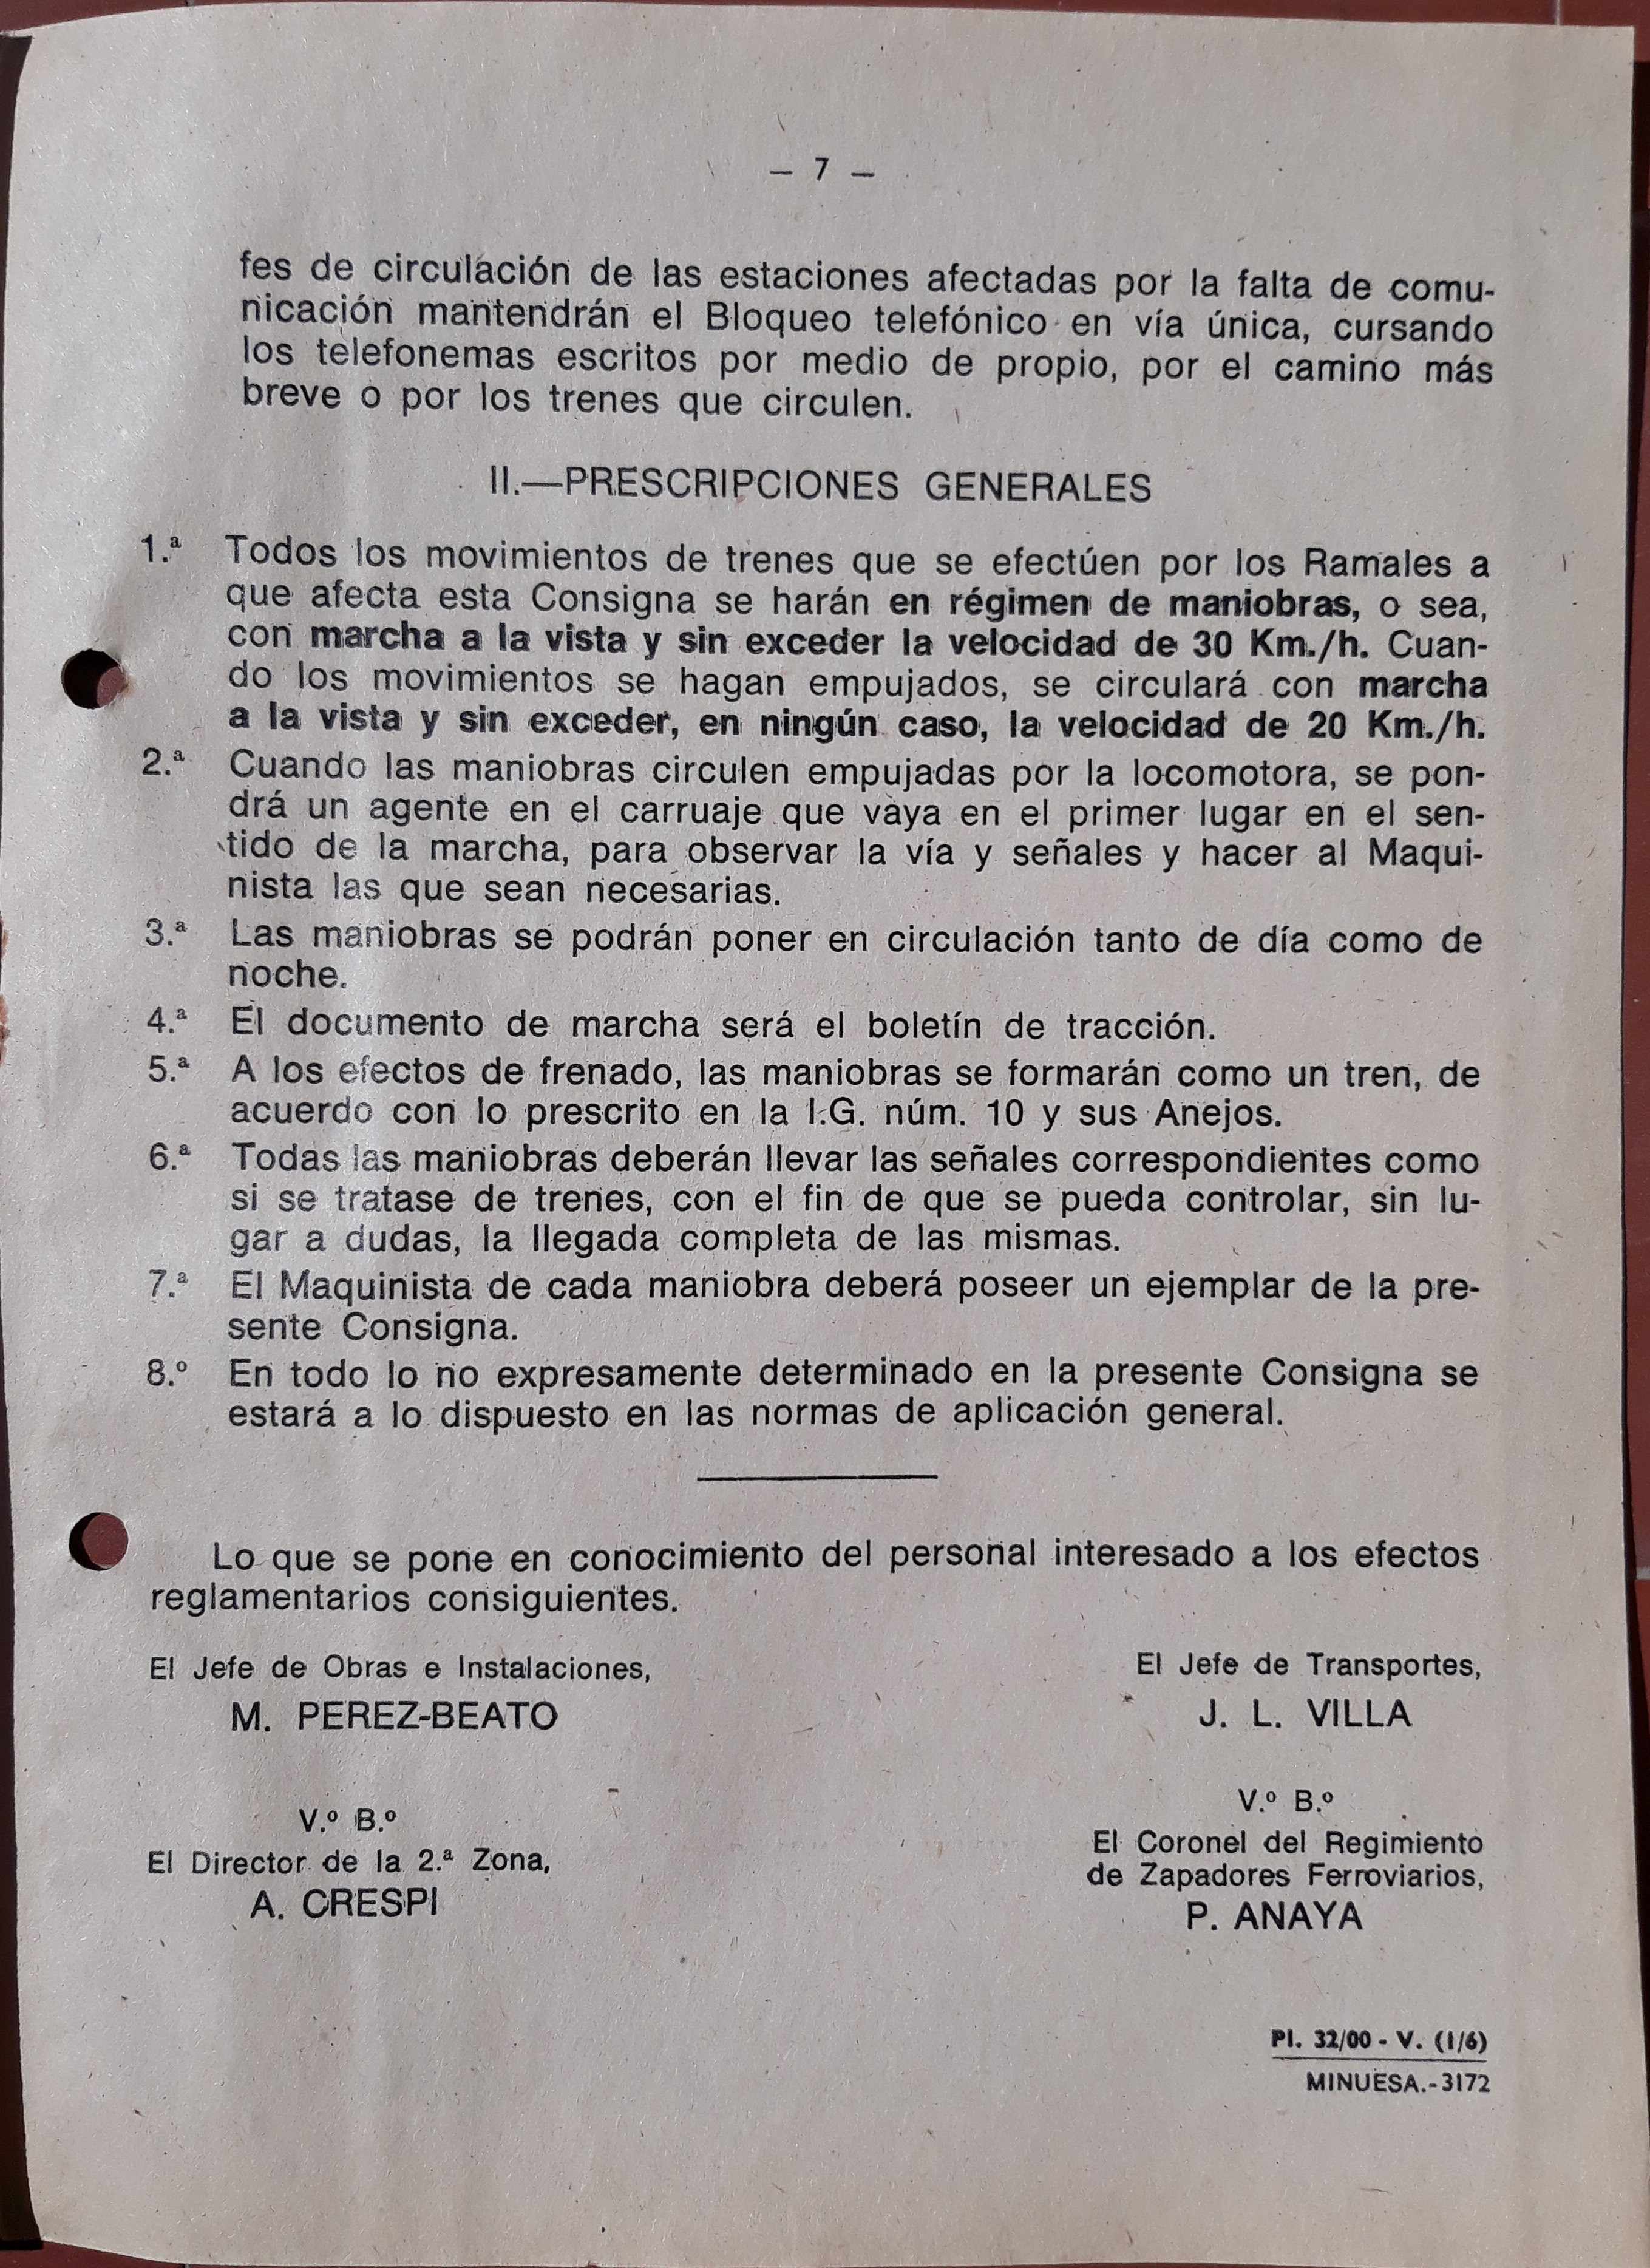 — 7 —
fes de circulación de las estaciones afectadas por la falta de comu-
nicación mantendrán el Bloqueo telefónico en vía única, cursando
los telefonemas escritos por medio de propio, por el camino más
breve o por los trenes que circulen.
II.—PRESCRIPCIONES GENERALES
1.ª Todos los movimientos de trenes que se efectúen por los Ramales a
que afecta esta Consigna se harán en régimen de maniobras, o sea,
con marcha a la vista y sin exceder la velocidad de 30 Km./h. Cuan-
do los movimientos se hagan empujados, se circulará con marcha
a la vista y sin exceder, en ningún caso, la velocidad de 20 Km./h.
2.ª Cuando las maniobras circulen empujadas por la locomotora, se pon-
drá un agente en el carruaje que vaya en el primer lugar en el sen-
tido de la marcha, para observar la vía y señales y hacer al Maqui-
nista las que sean necesarias.
3.ª Las maniobras se podrán poner en circulación tanto de día como de
noche.
4.ª El documento de marcha será el boletín de tracción.
5.ª A los efectos de frenado, las maniobras se formarán como un tren, de
acuerdo con lo prescrito en la I.G. núm. 10 y sus Anejos.
6.ª Todas las maniobras deberán llevar las señales correspondientes como
si se tratase de trenes, con el fin de que se pueda controlar, sin lu-
gar a dudas, la llegada completa de las mismas.
7.ª El Maquinista de cada maniobra deberá poseer un ejemplar de la pre-
sente Consigna.
8.º En todo lo no expresamente determinado en la presente Consigna se
estará a lo dispuesto en las normas de aplicación general.
Lo que se pone en conocimiento del personal interesado a los efectos
reglamentarios consiguientes.
El Jefe de Obras e Instalaciones,
M. PEREZ-BEATO
El Jefe de Transportes,
J. L. VILLA
V.º B.º
El Director de la 2.ª Zona,
A. CRESPI
V.º B.º
El Coronel del Regimiento
de Zapadores Ferroviarios,
P. ANAYA
Pl. 32/00 - V. (1/6)
MINUESA.-3172